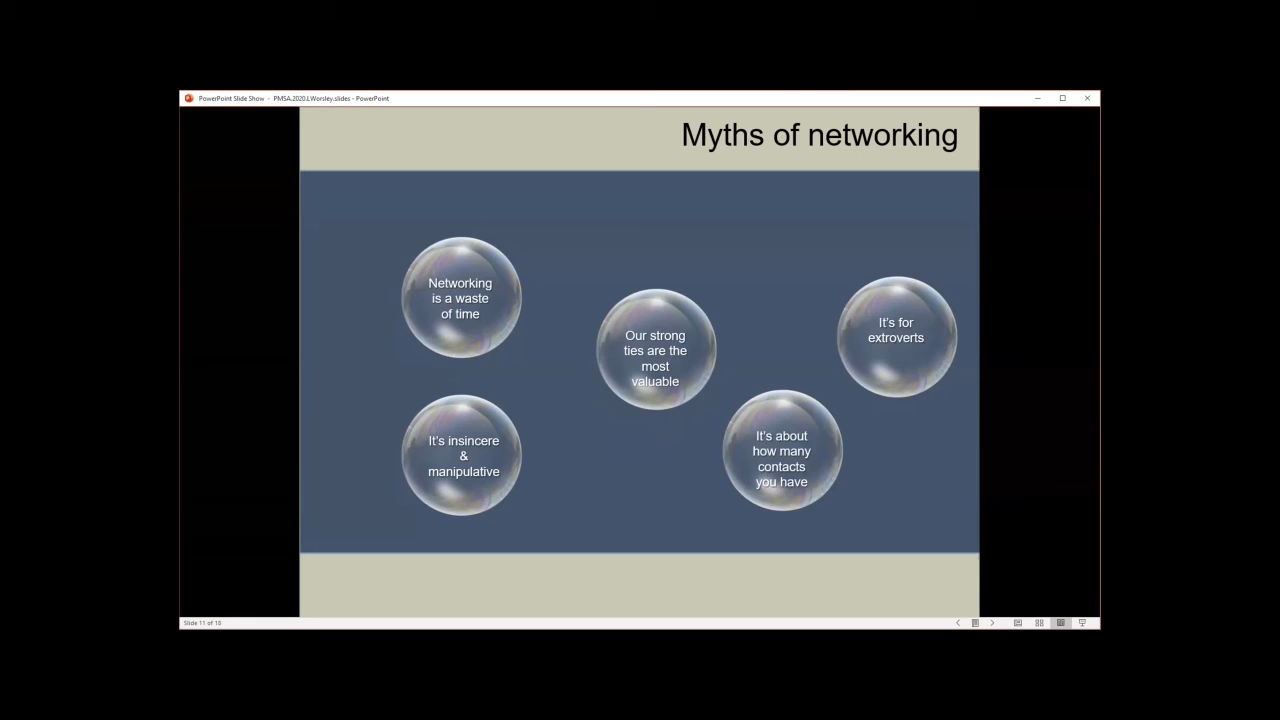 PowerPoint Slide Show - PMSA.2020.LWorsley.slides - PowerPoint
Myths of networking
Networking
is a waste
of time
Our strong
ties are the
most
valuable
It's for
extroverts
It's insincere
&
manipulative
It's about
how many
contacts
you have
Slide 11 of 18